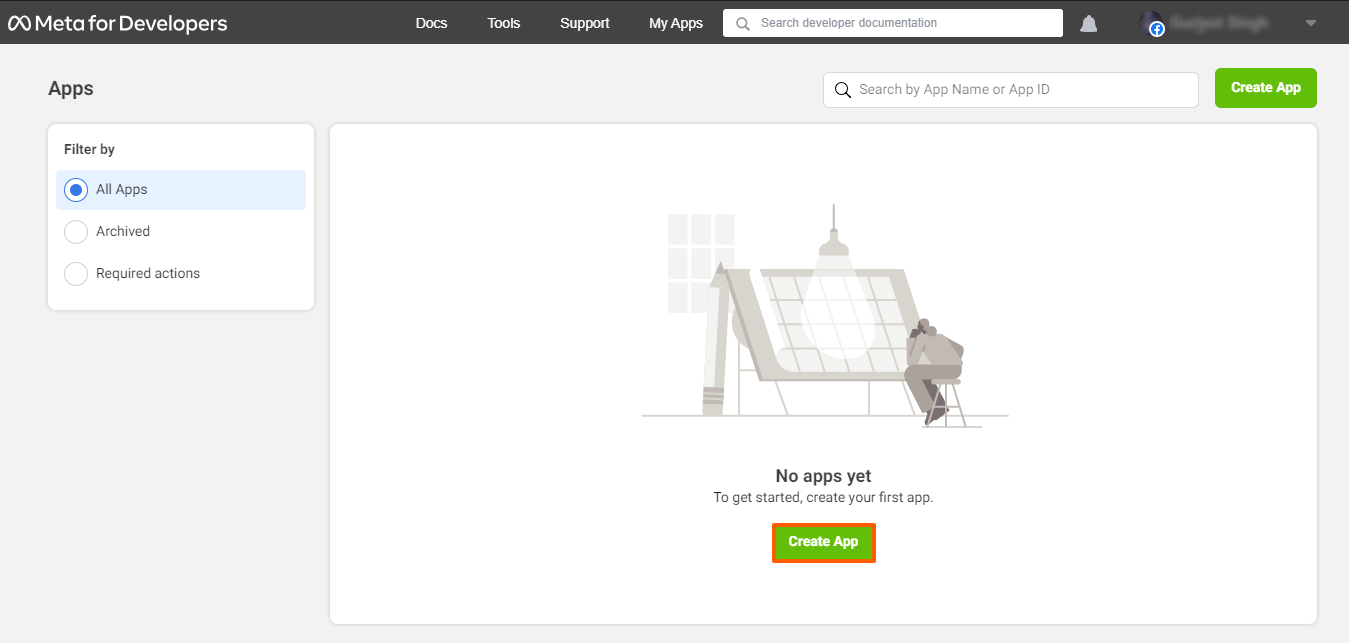 Meta for Developers
Docs Tools Support My Apps Search developer documentation
Apps
Search by App Name or App ID
Create App
Filter by
All Apps
Archived
Required actions
No apps yet
To get started, create your first app.
Create App